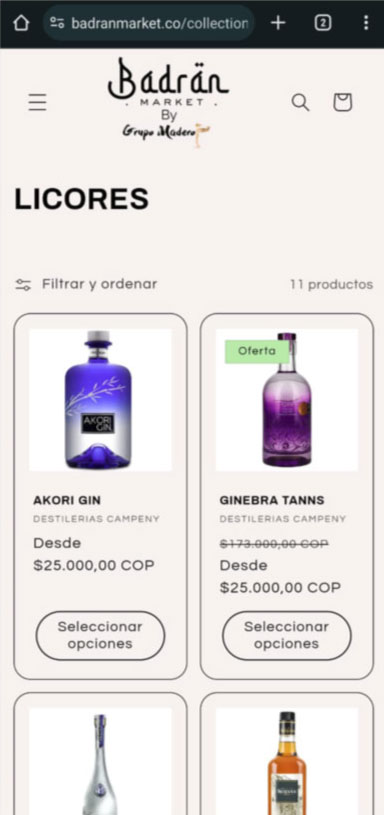 badranmarket.co/collection
2
Badrän
. MARKET .
By
Grupo Madero
LICORES
Filtrar y ordenar
11 productos
AKORI
GIN
Oferta
AKORI GIN
DESTILERIAS CAMPENY
Desde
$25.000,00 COP
Seleccionar
opciones
GINEBRA TANNS
DESTILERIAS CAMPENY
$173.000,00 COP
Desde
$25.000,00 COP
Seleccionar
opciones